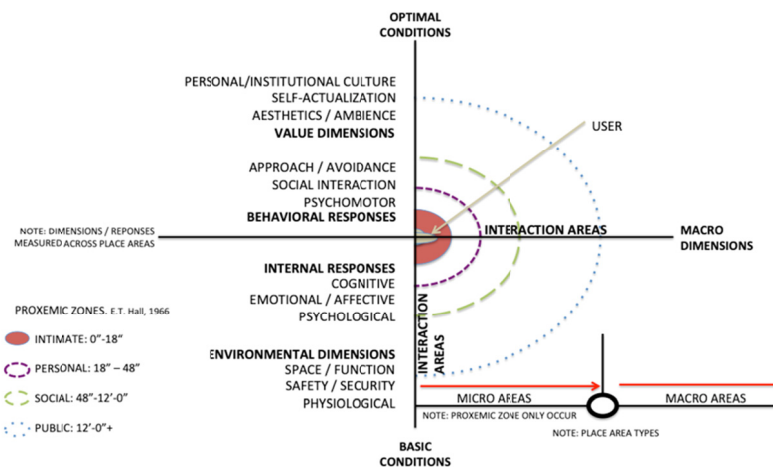 OPTIMAL
CONDITIONS
PERSONAL/INSTITUTIONAL CULTURE
SELF-ACTUALIZATION
AESTHETICS / AMBIENCE
VALUE DIMENSIONS
USER
APPROACH / AVOIDANCE
SOCIAL INTERACTION
PSYCHOMOTOR
BEHAVIORAL RESPONSES
NOTE: DIMENSIONS / REPONSES
MEASURED ACROSS PLACE AREAS
INTERACTION AREAS
MACRO
DIMENSIONS
INTERNAL RESPONSES
COGNITIVE
EMOTIONAL / AFFECTIVE
PSYCHOLOGICAL
INTERACTION
AREAS
PROXEMIC ZONES, E.T. Hall, 1966
INTIMATE: 0"-18"
PERSONAL: 18" – 48"
SOCIAL: 48"-12'-0"
PUBLIC: 12'-0"+
ENVIRONMENTAL DIMENSIONS
SPACE / FUNCTION
SAFETY / SECURITY
PHYSIOLOGICAL
MICRO AREAS
MACRO AREAS
NOTE: PROXEMIC ZONE ONLY OCCUR
NOTE: PLACE AREA TYPES
BASIC
CONDITIONS